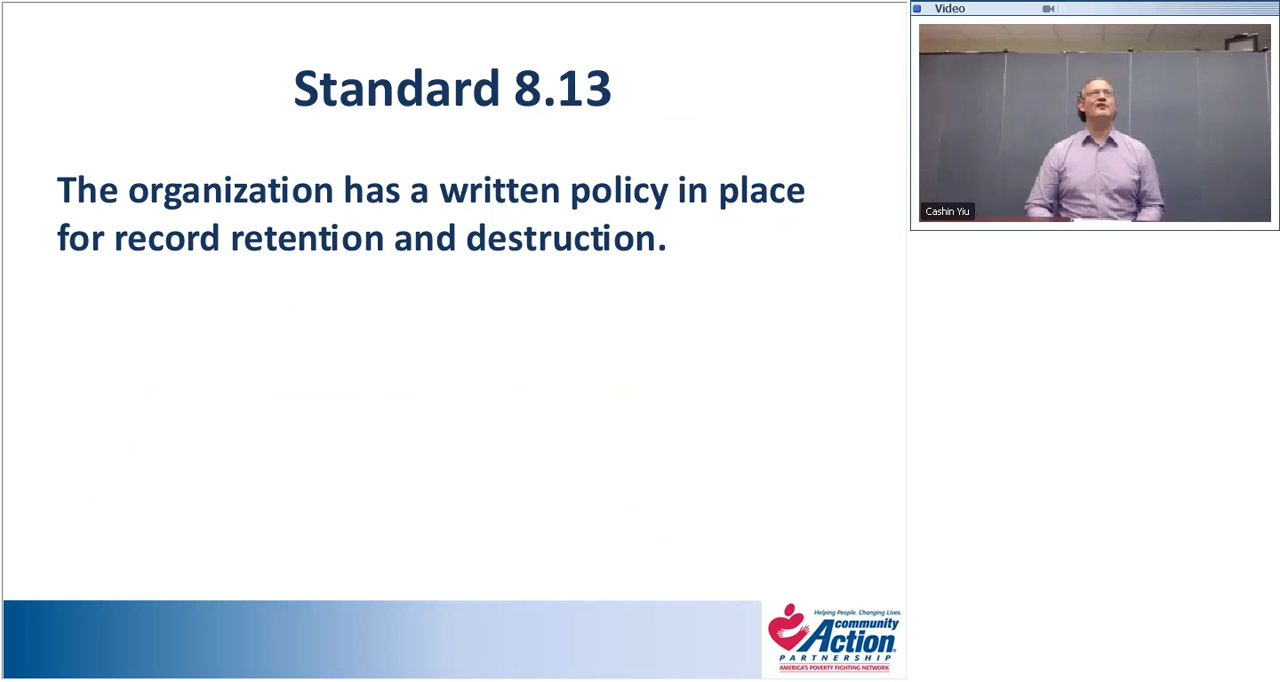 Standard 8.13
The organization has a written policy in place
for record retention and destruction.
Video
Cashin Yiu
Helping People. Changing Lives.
community
Action
PARTNERSHIP
AMERICA'S POVERTY FIGHTING NETWORK